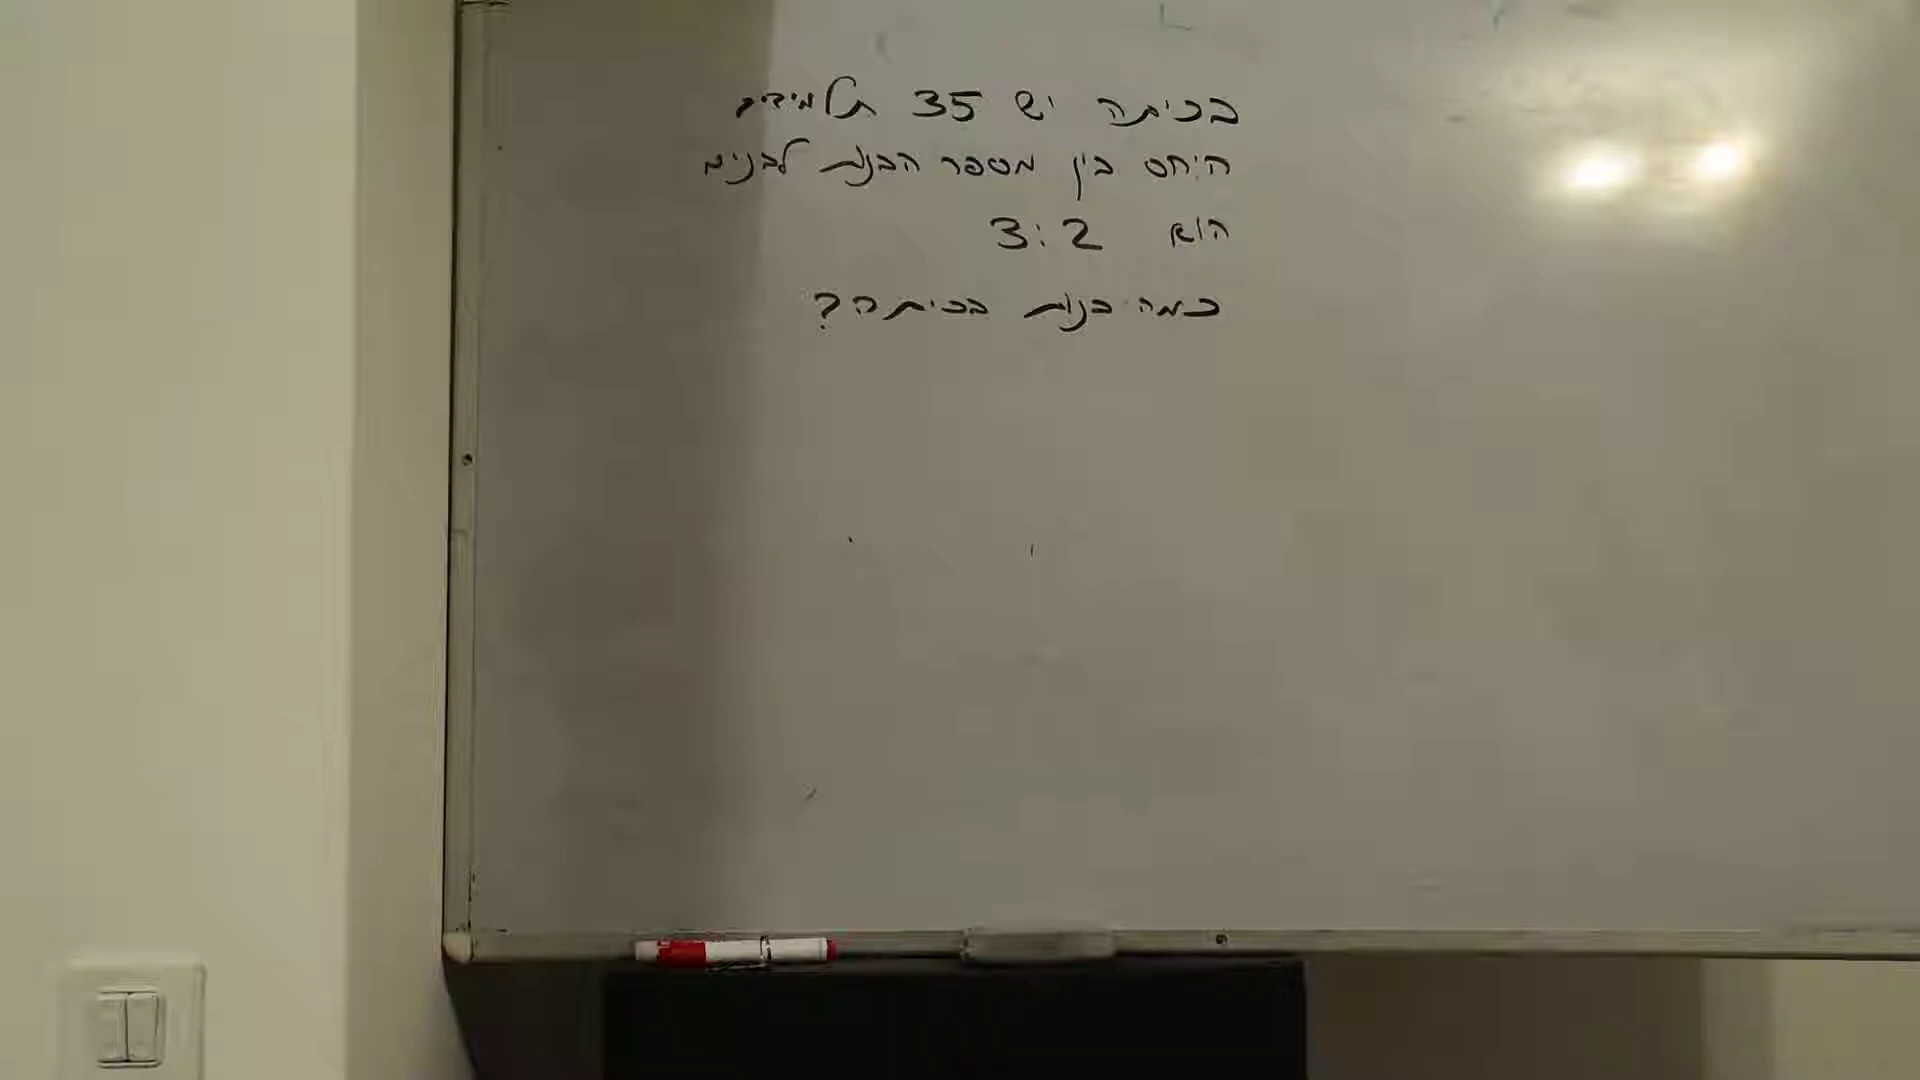 בכיתה יש 35 תלמידים
היחס בין מספר הבנות לבנים
הוא 3:2
כמה בנות בכיתה?